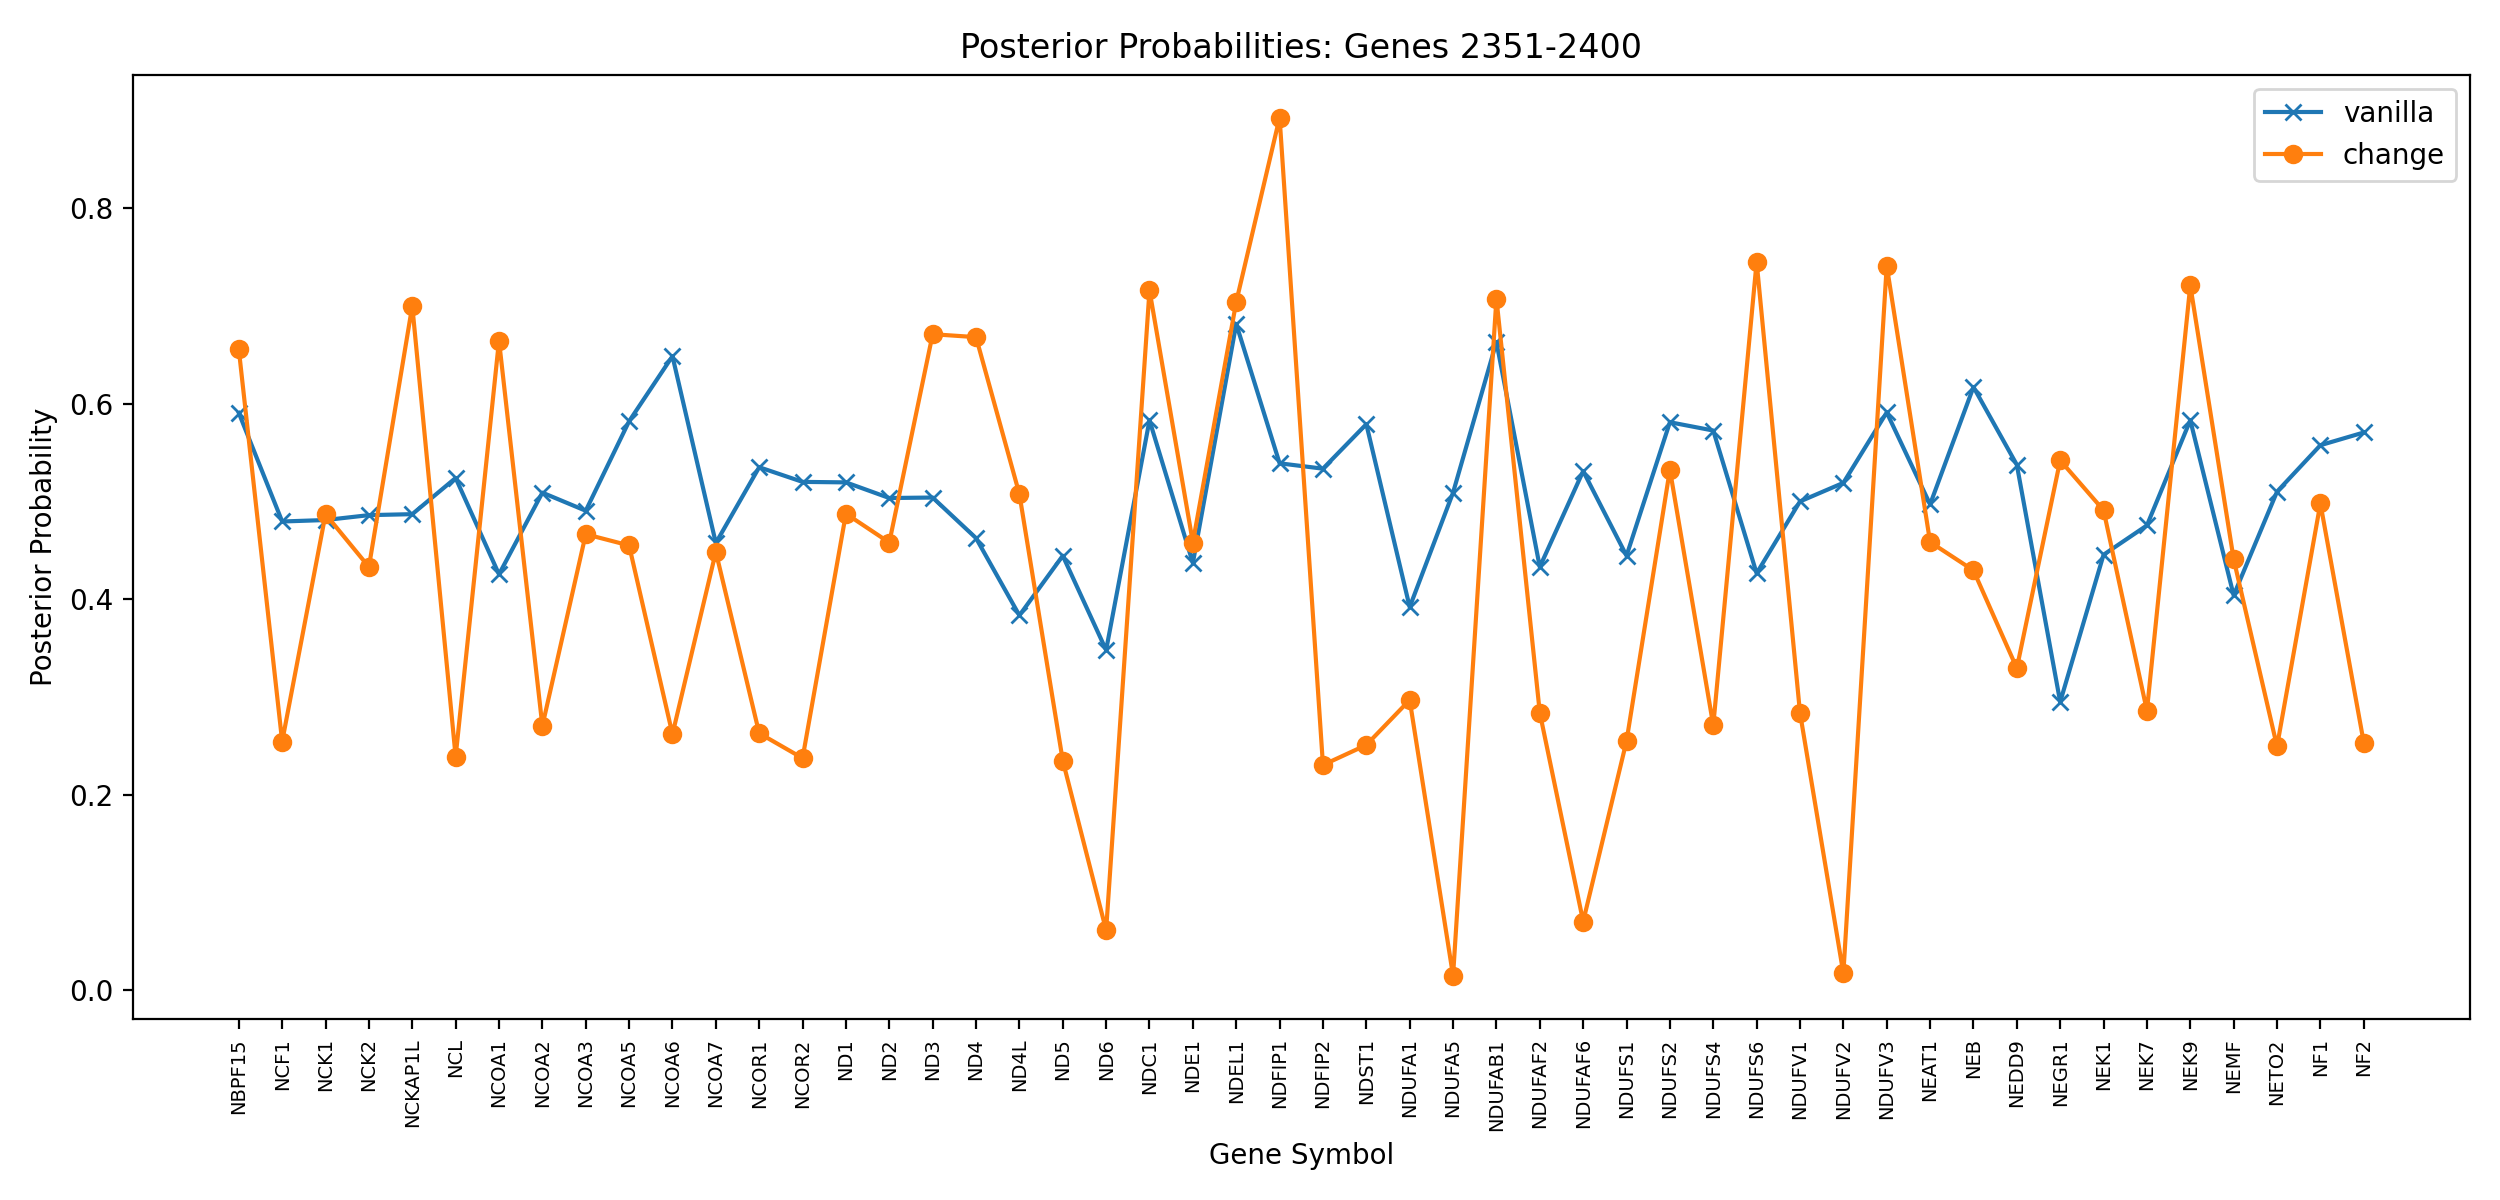 Posterior Probabilities: Genes 2351-2400
vanilla
change
Posterior Probability
0.8
0.6
0.4
0.2
0.0
NBPF15
NCF1
NCK1
NCK2
NCKAP1L
NCL
NCOA1
NCOA2
NCOA3
NCOA5
NCOA6
NCOA7
NCOR1
NCOR2
ND1
ND2
ND3
ND4
ND4L
ND5
ND6
NDC1
NDE1
NDEL1
NDFIP1
NDFIP2
NDST1
NDUFA1
NDUFA5
NDUFAB1
NDUFAF2
NDUFAF6
NDUFS1
NDUFS2
NDUFS4
NDUFS6
NDUFV1
NDUFV2
NDUFV3
NEAT1
NEB
NEDD9
NEGR1
NEK1
NEK7
NEK9
NEMF
NETO2
NF1
NF2
Gene Symbol